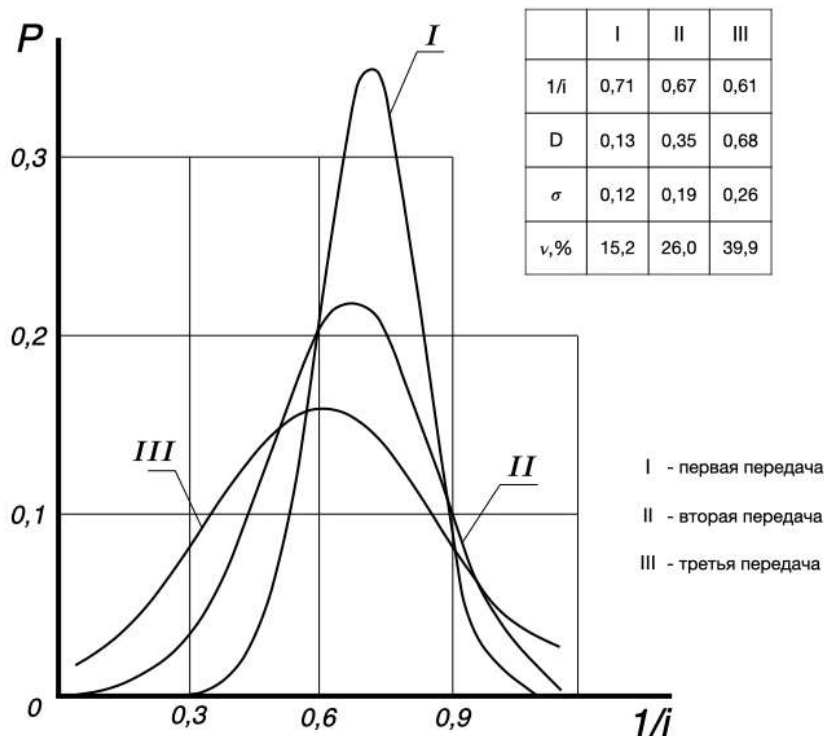 P
I
0,3
0,2
0,1
0
III
II
0,3 0,6 0,9 1/i
I II III
1/i 0,71 0,67 0,61
D 0,13 0,35 0,68
σ 0,12 0,19 0,26
ν,% 15,2 26,0 39,9
I - первая передача
II - вторая передача
III - третья передача